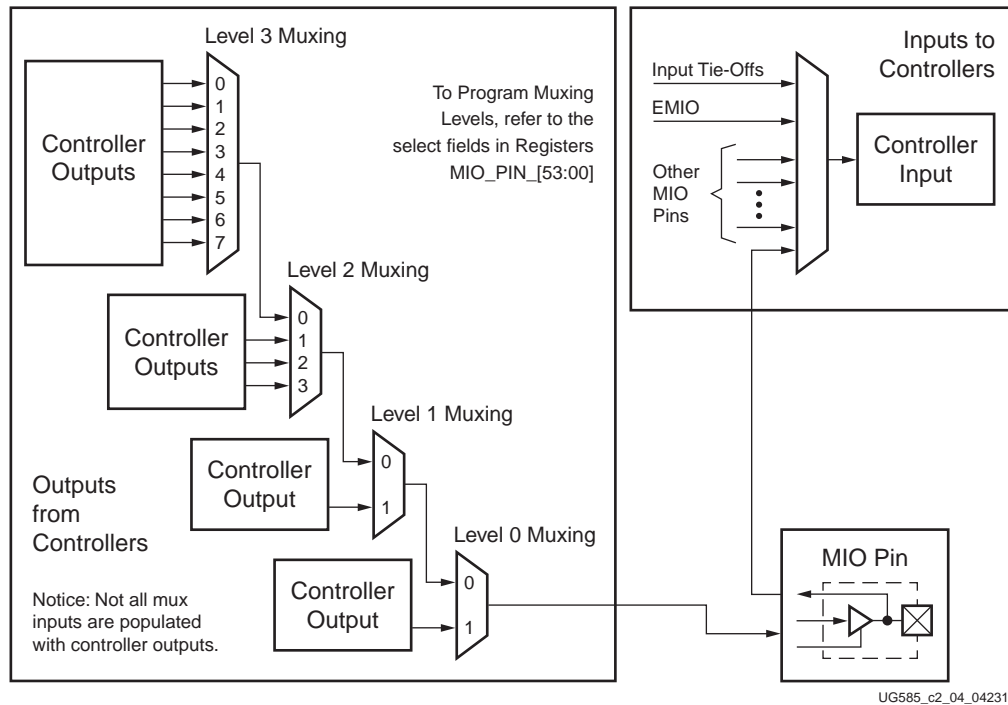 Level 3 Muxing
Controller
Outputs
0
1
2
3
4
5
6
7
To Program Muxing
Levels, refer to the
select fields in Registers
MIO_PIN_[53:00]
Level 2 Muxing
Controller
Outputs
0
1
2
3
Level 1 Muxing
Controller
Output
0
1
Level 0 Muxing
Controller
Output
0
1
Outputs
from
Controllers
Notice: Not all mux
inputs are populated
with controller outputs.
Inputs to
Controllers
Input Tie-Offs
EMIO
Other
MIO
Pins
Controller
Input
MIO Pin
UG585_c2_04_04231